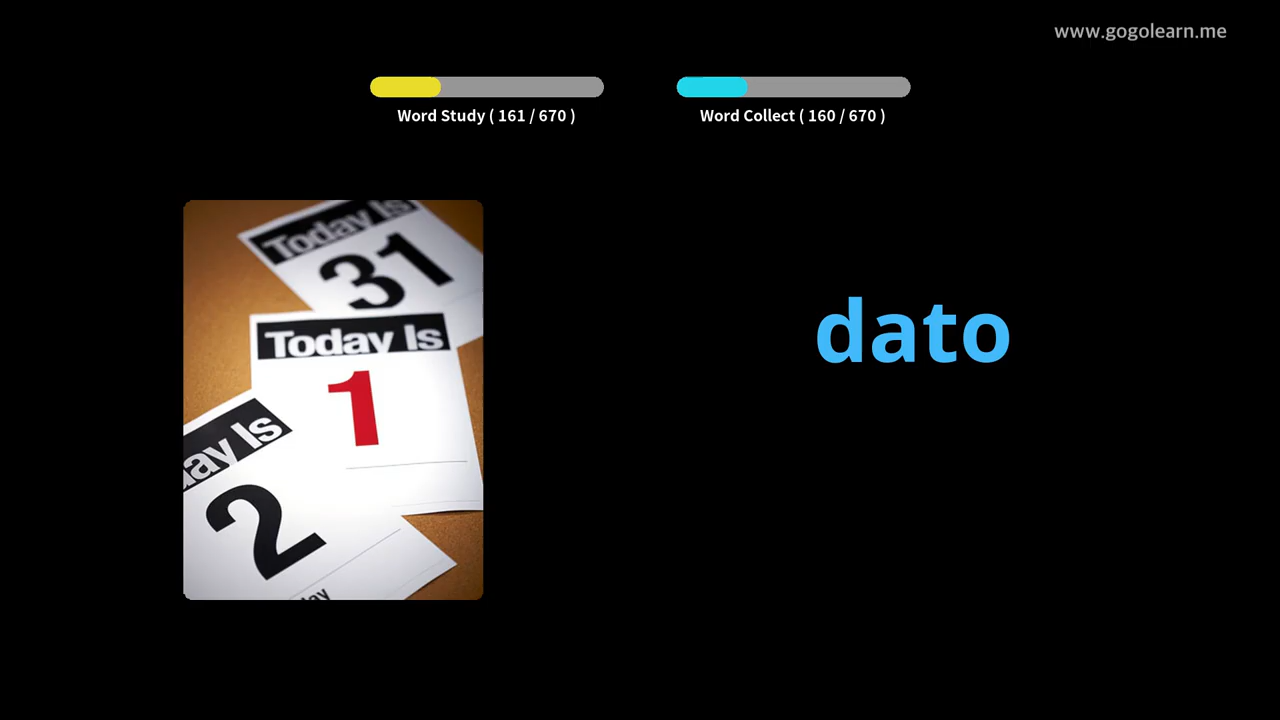 www.gogolearn.me
Word Study ( 161 / 670 )
Word Collect ( 160 / 670 )
Today Is
31
Today Is
1
ay Is
2
day
dato